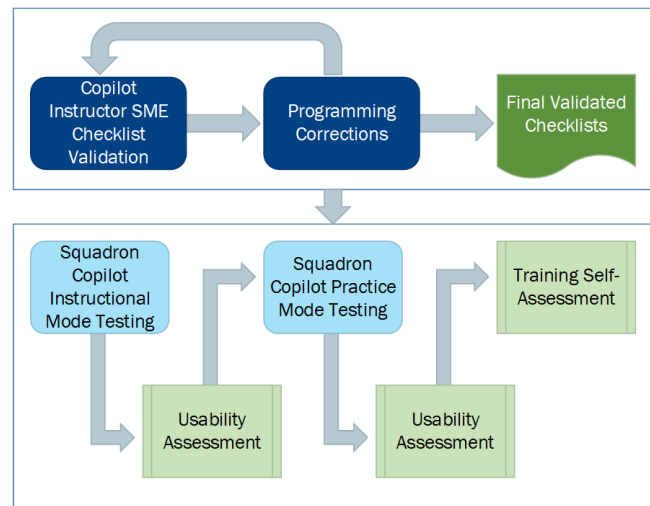 Copilot
Instructor SME
Checklist
Validation
Programming
Corrections
Final Validated
Checklists
Squadron
Copilot
Instructional
Mode Testing
Squadron
Copilot Practice
Mode Testing
Training Self-
Assessment
Usability
Assessment
Usability
Assessment